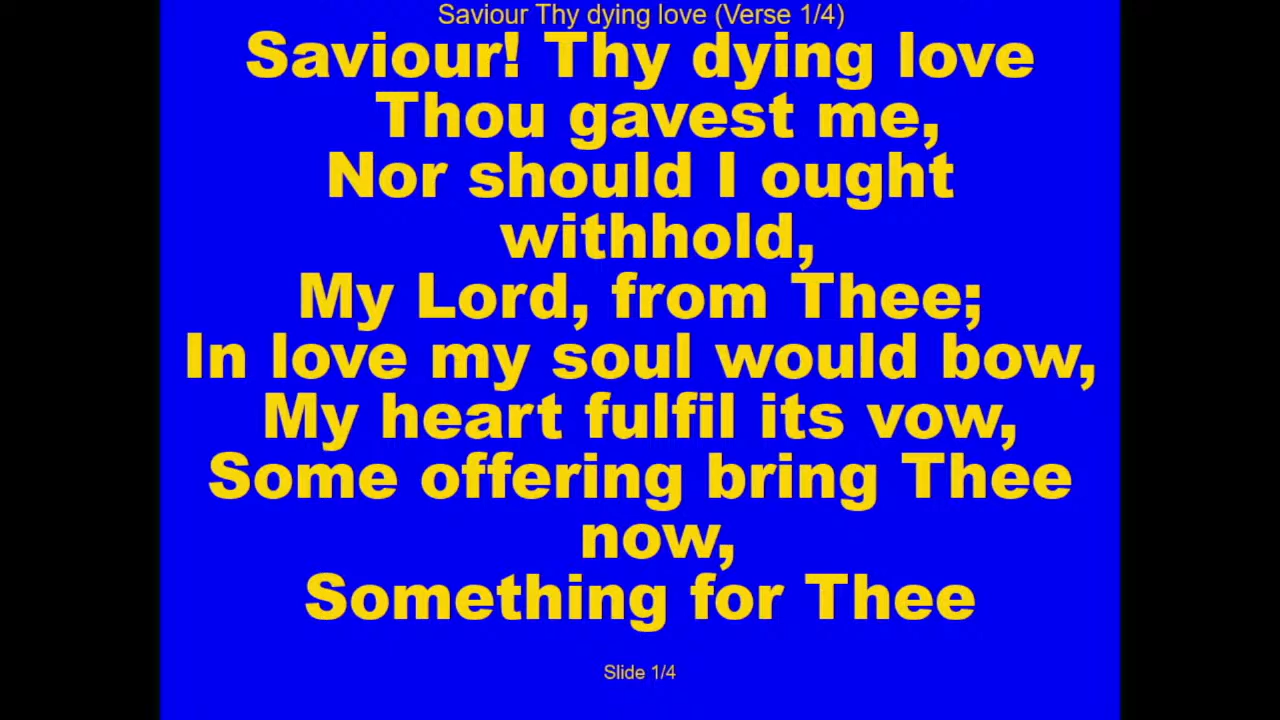 Saviour Thy dying love (Verse 1/4)
Saviour! Thy dying love
Thou gavest me,
Nor should I ought
withhold,
My Lord, from Thee;
In love my soul would bow,
My heart fulfil its vow,
Some offering bring Thee
now,
Something for Thee
Slide 1/4